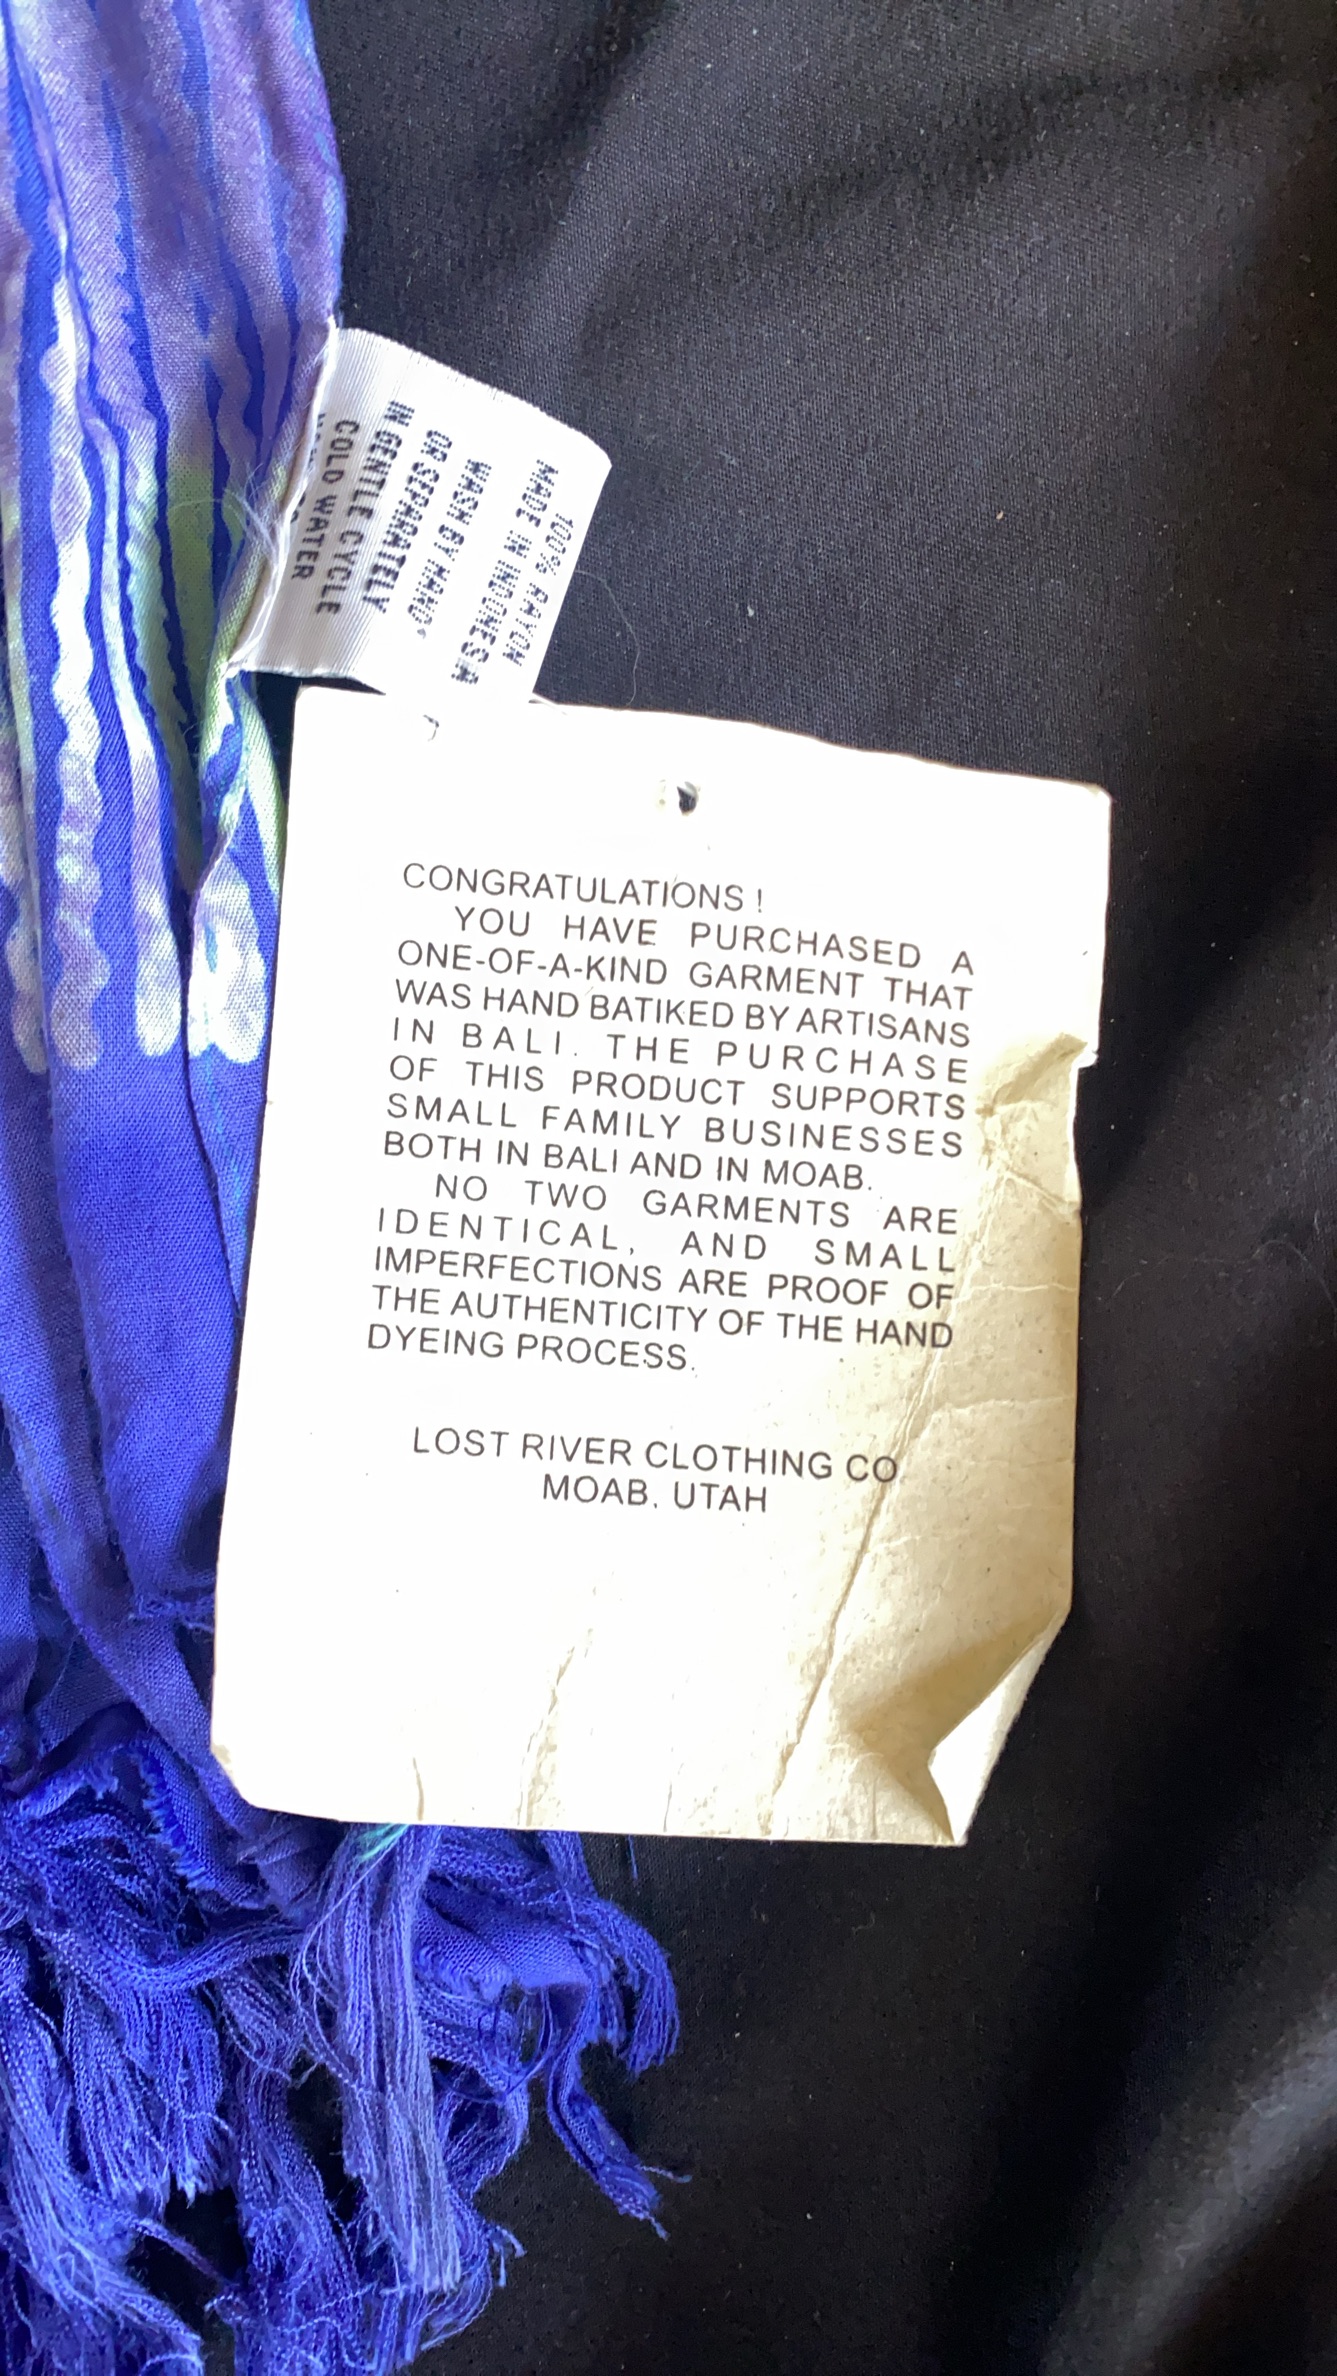 100% RAYON
MADE IN INDONESIA
WASH BY HAND
OR SEPARATELY
IN GENTLE CYCLE
COLD WATER
CONGRATULATIONS !
YOU HAVE PURCHASED A
ONE-OF-A-KIND GARMENT THAT
WAS HAND BATIKED BY ARTISANS
IN BALI. THE PURCHASE
OF THIS PRODUCT SUPPORTS
SMALL FAMILY BUSINESSES
BOTH IN BALI AND IN MOAB.
NO TWO GARMENTS ARE
IDENTICAL, AND SMALL
IMPERFECTIONS ARE PROOF OF
THE AUTHENTICITY OF THE HAND
DYEING PROCESS.
LOST RIVER CLOTHING CO
MOAB, UTAH